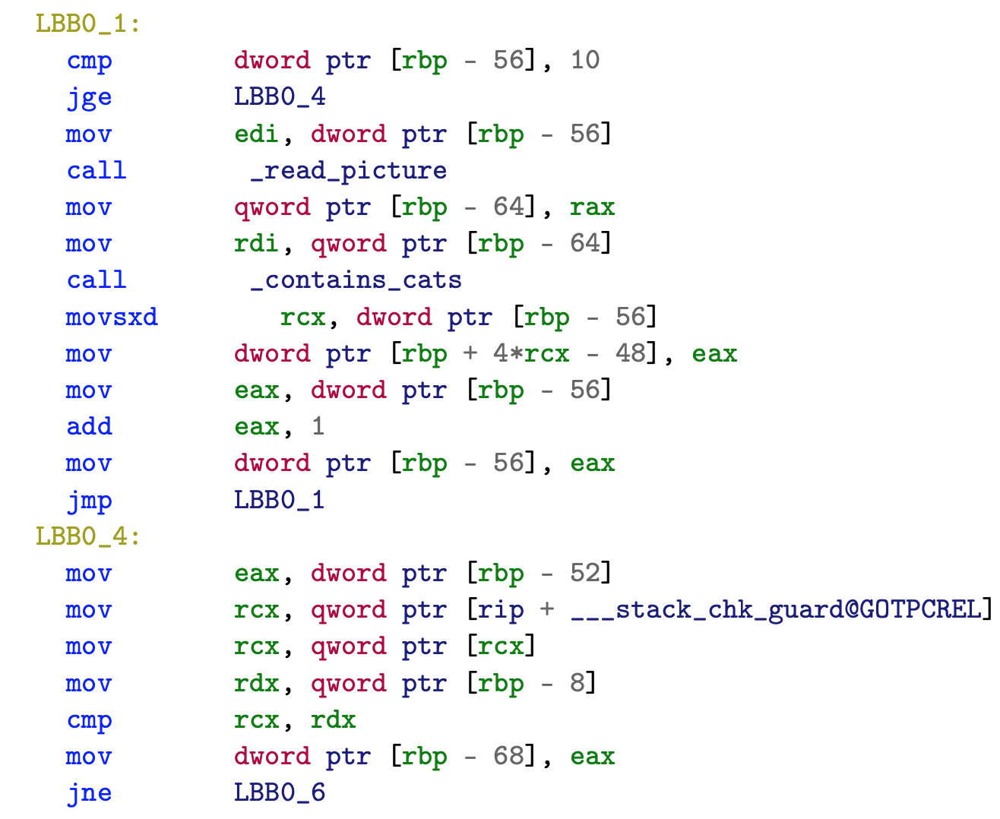 LBB0_1:
cmp dword ptr [rbp - 56], 10
jge LBB0_4
mov edi, dword ptr [rbp - 56]
call _read_picture
mov qword ptr [rbp - 64], rax
mov rdi, qword ptr [rbp - 64]
call _contains_cats
movsxd rcx, dword ptr [rbp - 56]
mov dword ptr [rbp + 4*rcx - 48], eax
mov eax, dword ptr [rbp - 56]
add eax, 1
mov dword ptr [rbp - 56], eax
jmp LBB0_1
LBB0_4:
mov eax, dword ptr [rbp - 52]
mov rcx, qword ptr [rip + ___stack_chk_guard@GOTPCREL]
mov rcx, qword ptr [rcx]
mov rdx, qword ptr [rbp - 8]
cmp rcx, rdx
mov dword ptr [rbp - 68], eax
jne LBB0_6